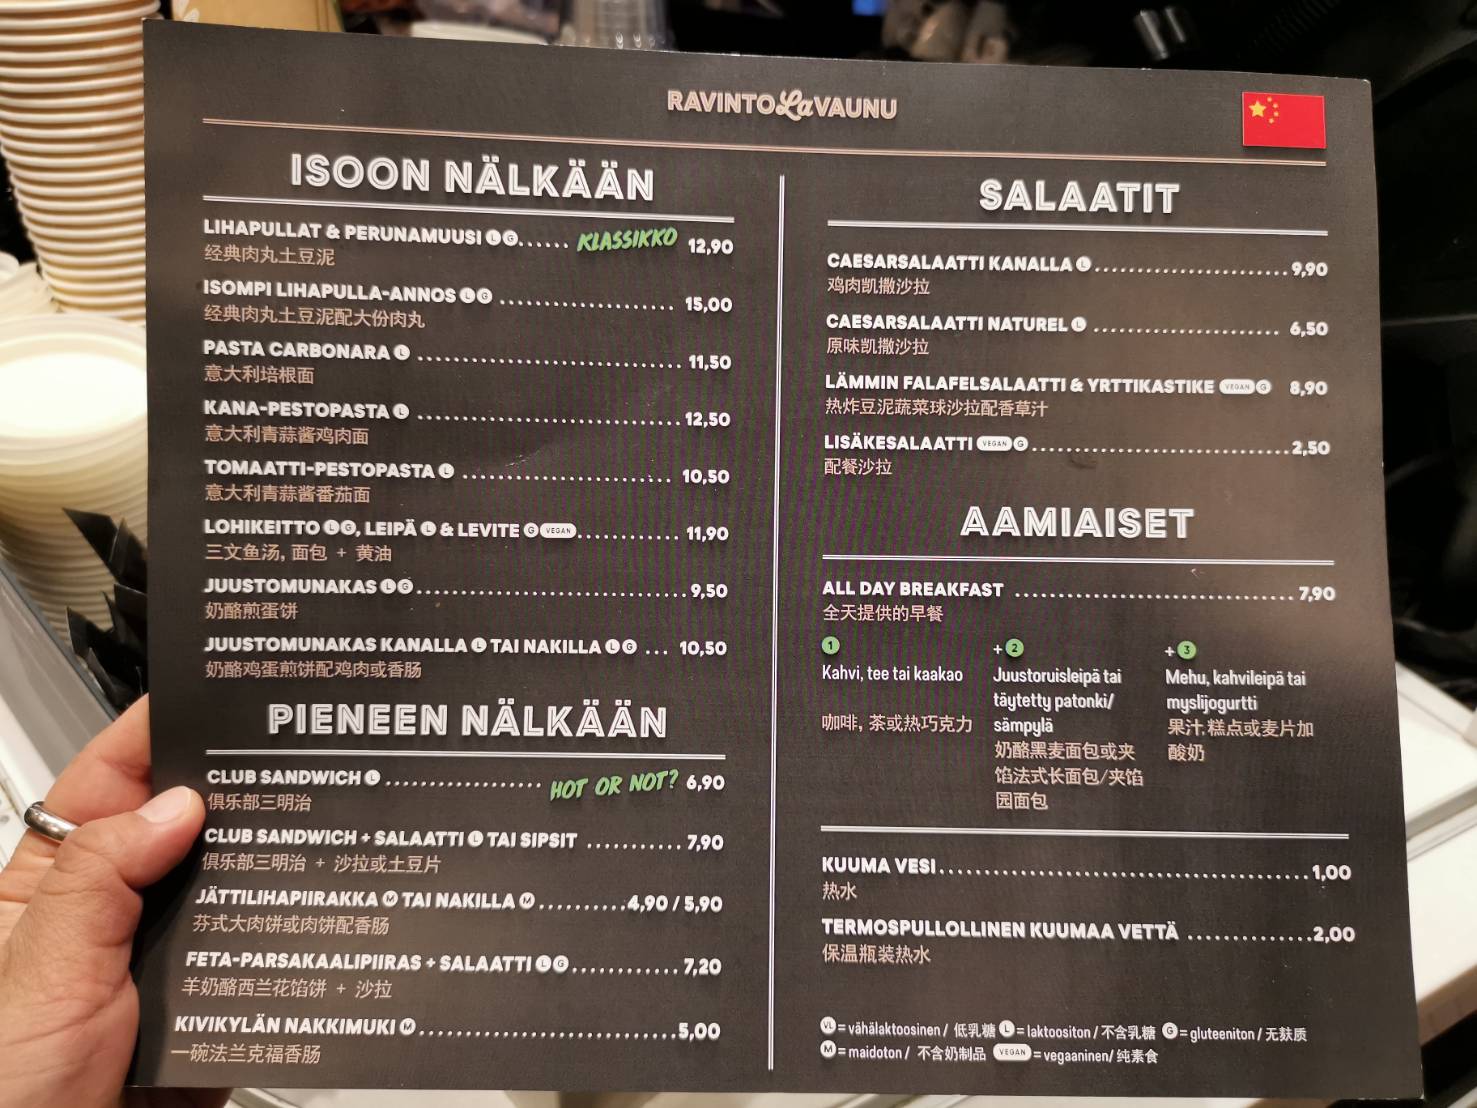 RAVINTOLaVAUNU
ISOON NÄLKÄÄN
LIHAPULLAT & PERUNAMUUSI L G...... KLASSIKKO 12,90
经典肉丸土豆泥
ISOMPI LIHAPULLA-ANNOS L G ........................... 15,00
经典肉丸土豆泥配大份肉丸
PASTA CARBONARA L ........................................ 11,50
意大利培根面
KANA-PESTOPASTA L ........................................ 12,50
意大利青蒜酱鸡肉面
TOMAATTI-PESTOPASTA L ................................ 10,50
意大利青蒜酱番茄面
LOHIKEITTO L G, LEIPÄ L & LEVITE G VEGAN............. 11,90
三文鱼汤, 面包 + 黄油
JUUSTOMUNAKAS L G........................................ 9,50
奶酪煎蛋饼
JUUSTOMUNAKAS KANALLA L TAI NAKILLA L G ... 10,50
奶酪鸡蛋煎饼配鸡肉或香肠
PIENEEN NÄLKÄÄN
CLUB SANDWICH L ........................ HOT OR NOT? 6,90
俱乐部三明治
CLUB SANDWICH + SALAATTI L TAI SIPSIT ........... 7,90
俱乐部三明治 + 沙拉或土豆片
JÄTTILIHAPIIRAKKA M TAI NAKILLA M ........... 4,90 / 5,90
芬式大肉饼或肉饼配香肠
FETA-PARSAKAALIPIIRAS + SALAATTI L G............ 7,20
羊奶酪西兰花馅饼 + 沙拉
KIVIKYLÄN NAKKIMUKI M................................. 5,00
一碗法兰克福香肠
SALAATIT
CAESARSALAATTI KANALLA L............................. 9,90
鸡肉凯撒沙拉
CAESARSALAATTI NATUREL L ............................ 6,50
原味凯撒沙拉
LÄMMIN FALAFELSALAATTI & YRTTIKASTIKE VEGAN G 8,90
热炸豆泥蔬菜球沙拉配香草汁
LISÄKESALAATTI VEGAN G.................................... 2,50
配餐沙拉
AAMIAISET
ALL DAY BREAKFAST ........................................ 7,90
全天提供的早餐
1
Kahvi, tee tai kaakao
咖啡, 茶或热巧克力
+ 2
Juustoruisleipä tai
täytetty patonki/
sämpylä
奶酪黑麦面包或夹
馅法式长面包/夹馅
园面包
+ 3
Mehu, kahvileipä tai
myslijogurtti
果汁,糕点或麦片加
酸奶
KUUMA VESI..................................................... 1,00
热水
TERMOSPULLOLLINEN KUUMAA VETTÄ .............. 2,00
保温瓶装热水
VL = vähälaktoosinen / 低乳糖 L = laktoositon / 不含乳糖 G = gluteeniton / 无麸质
M = maidoton / 不含奶制品 VEGAN = vegaaninen/ 纯素食